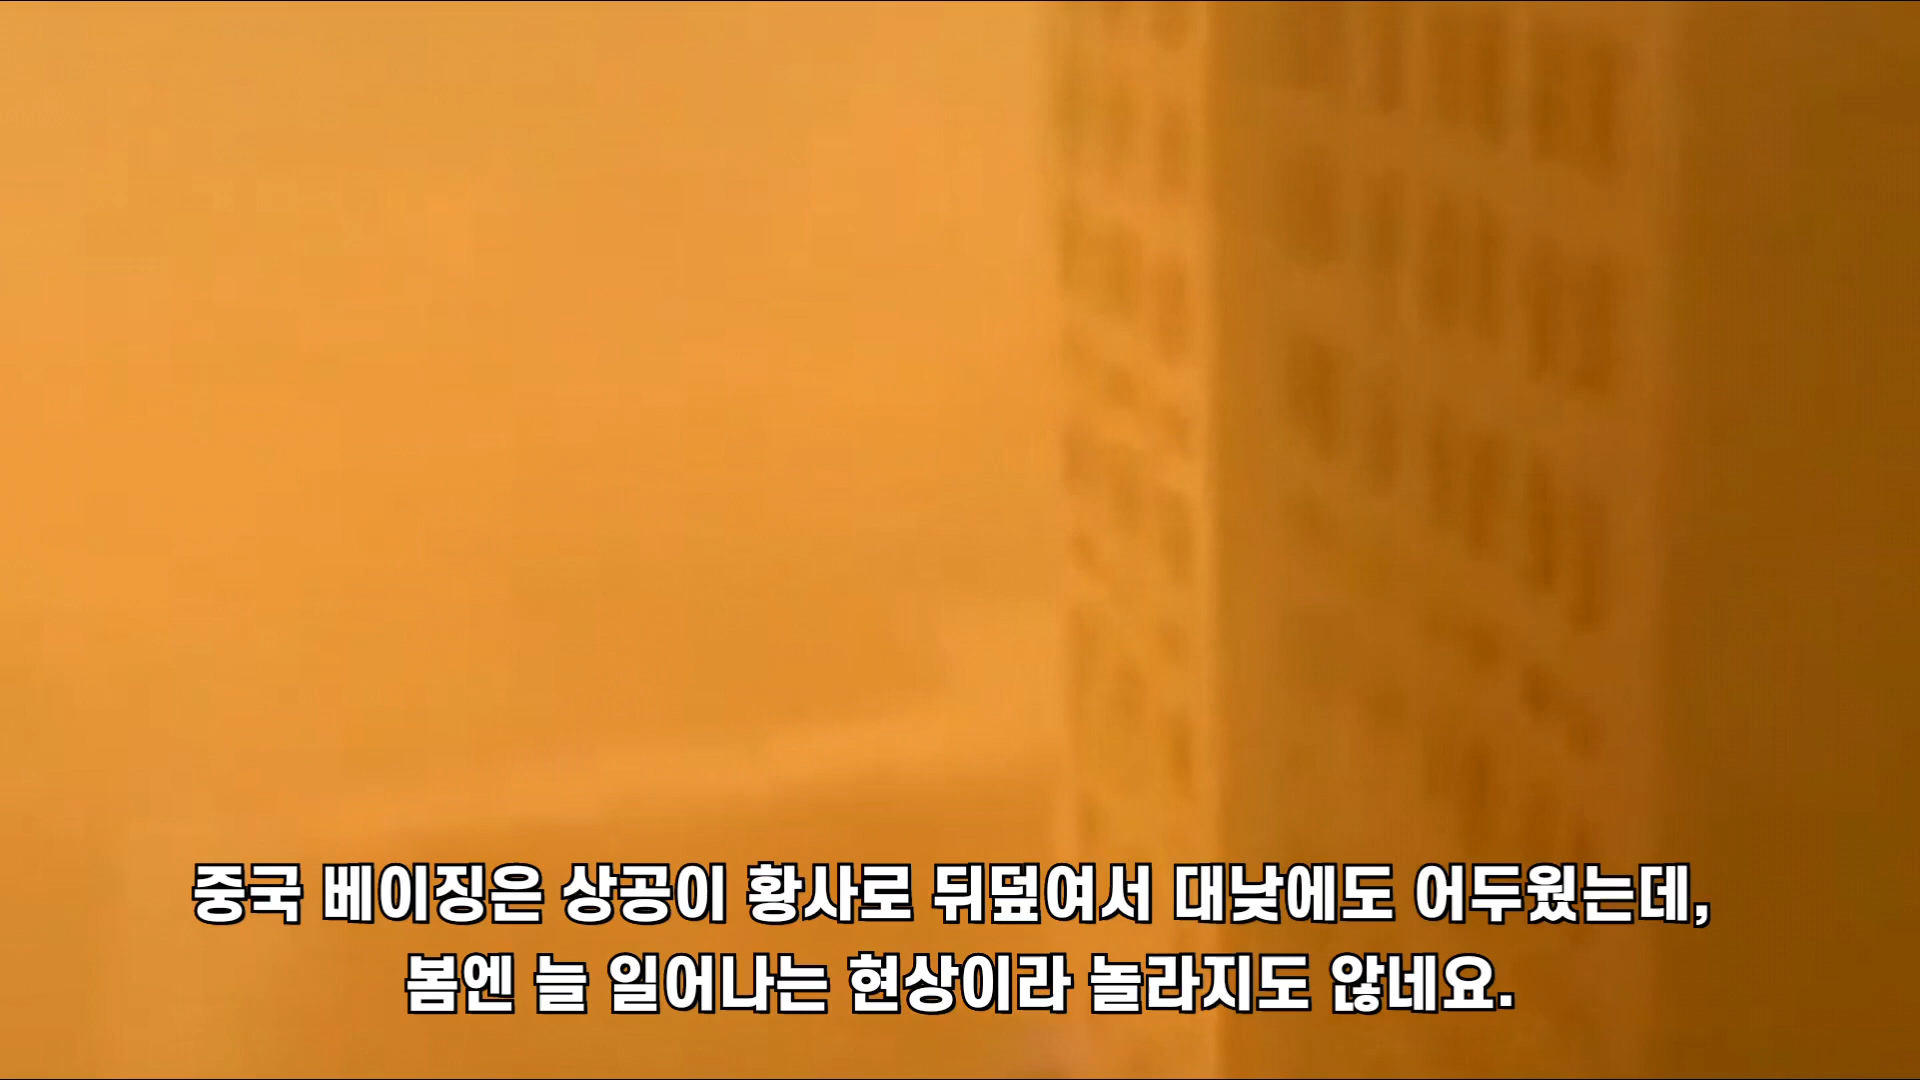 중국 베이징은 상공이 황사로 뒤덮여서 대낮에도 어두웠는데,
봄엔 늘 일어나는 현상이라 놀라지도 않네요.